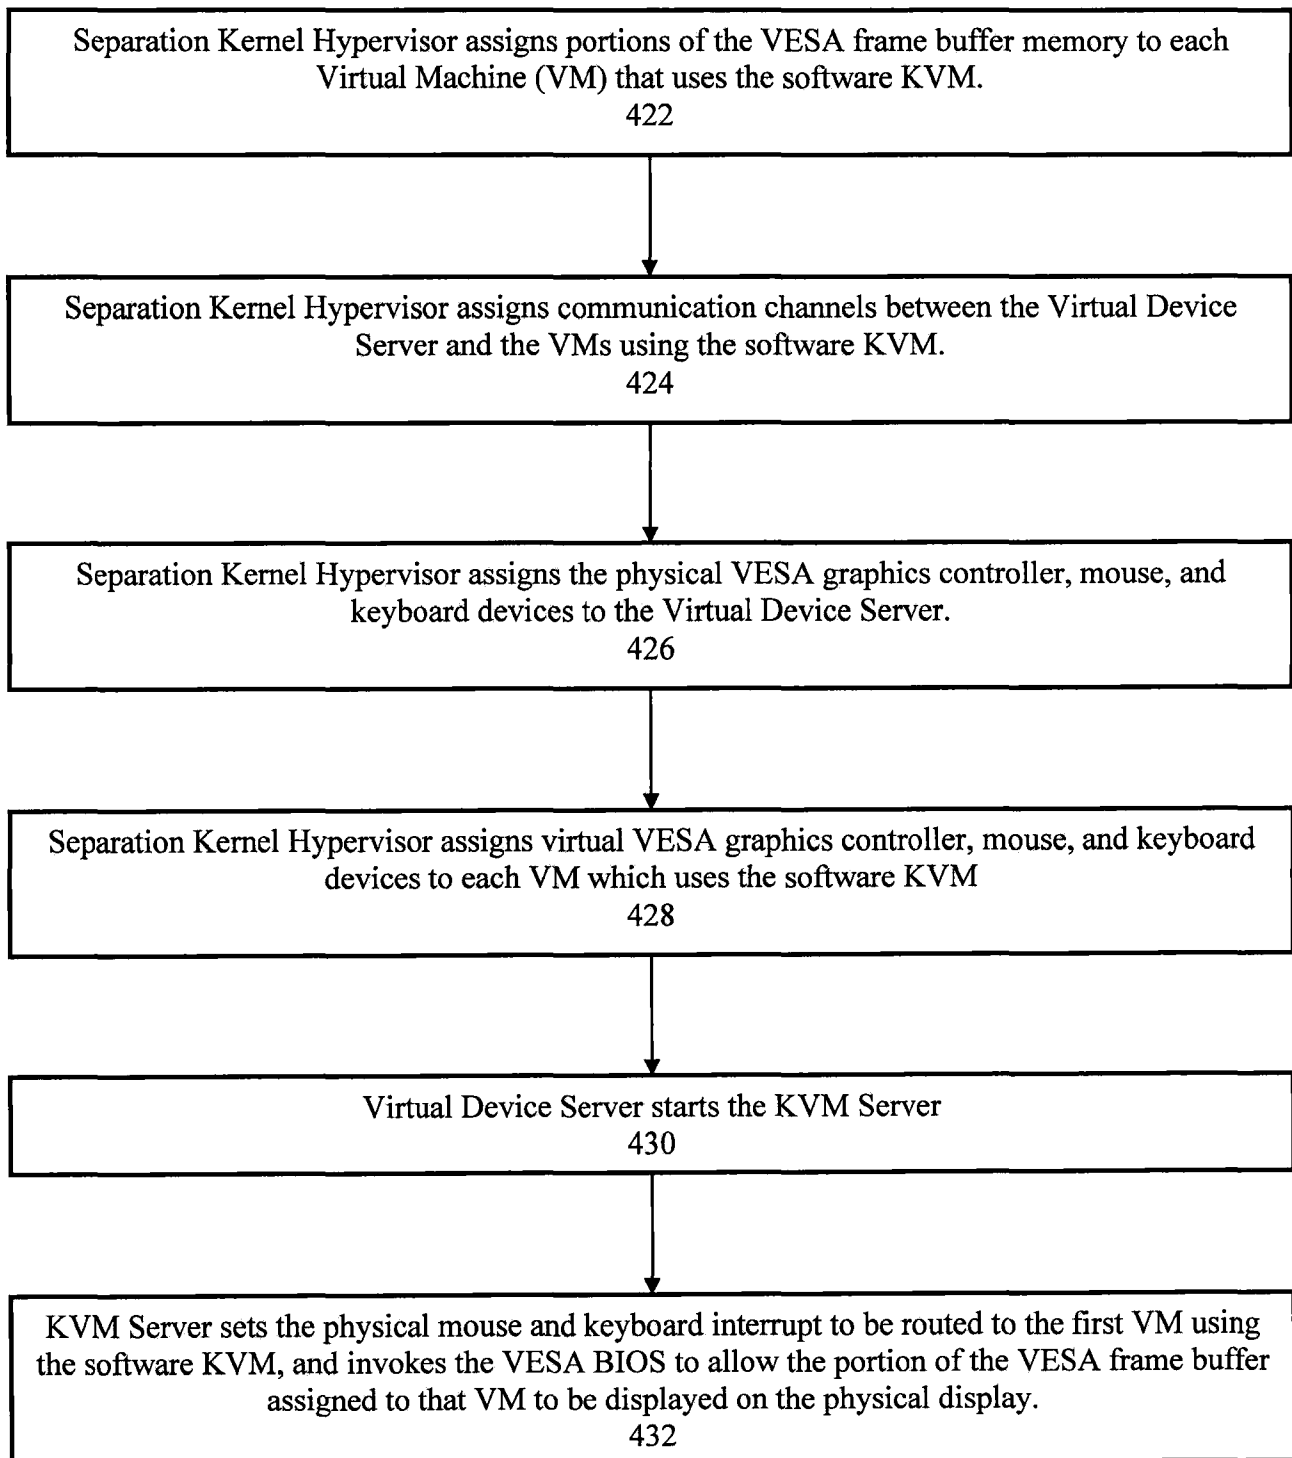 Separation Kernel Hypervisor assigns portions of the VESA frame buffer memory to each
Virtual Machine (VM) that uses the software KVM.
422
Separation Kernel Hypervisor assigns communication channels between the Virtual Device
Server and the VMs using the software KVM.
424
Separation Kernel Hypervisor assigns the physical VESA graphics controller, mouse, and
keyboard devices to the Virtual Device Server.
426
Separation Kernel Hypervisor assigns virtual VESA graphics controller, mouse, and keyboard
devices to each VM which uses the software KVM
428
Virtual Device Server starts the KVM Server
430
KVM Server sets the physical mouse and keyboard interrupt to be routed to the first VM using
the software KVM, and invokes the VESA BIOS to allow the portion of the VESA frame buffer
assigned to that VM to be displayed on the physical display.
432